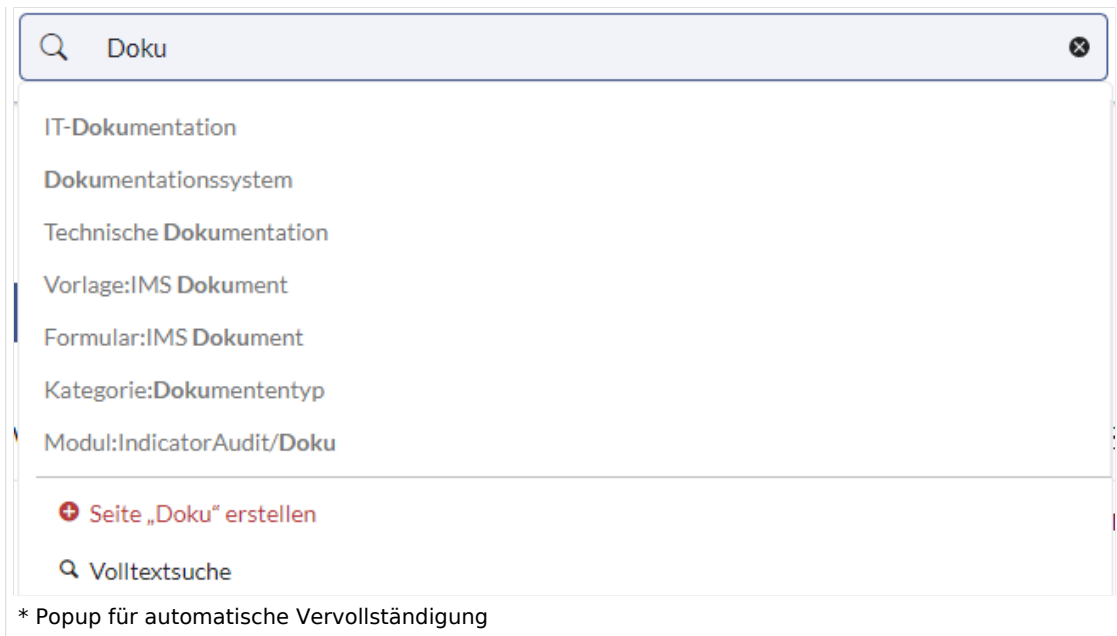 Doku
IT-Dokumentation
Dokumentationssystem
Technische Dokumentation
Vorlage:IMS Dokument
Formular:IMS Dokument
Kategorie:Dokumententyp
Modul:IndicatorAudit/Doku
Seite „Doku“ erstellen
Volltextsuche
* Popup für automatische Vervollständigung